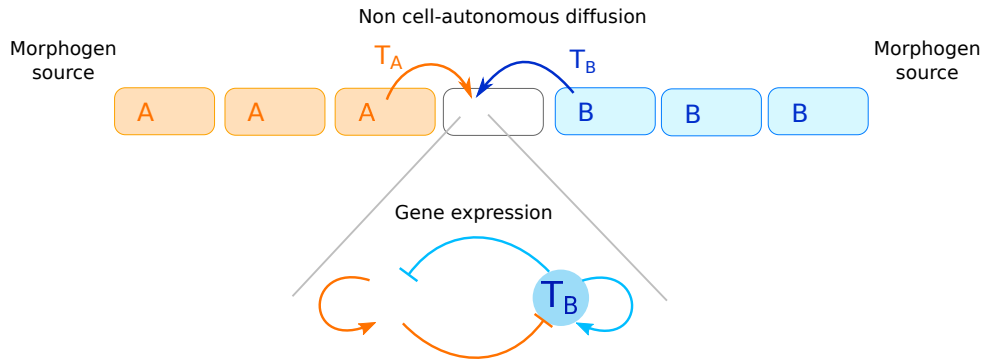 Non cell-autonomous diffusion
Morphogen
source
T_A
T_B
Morphogen
source
A
A
A
B
B
B
Gene expression
T_B